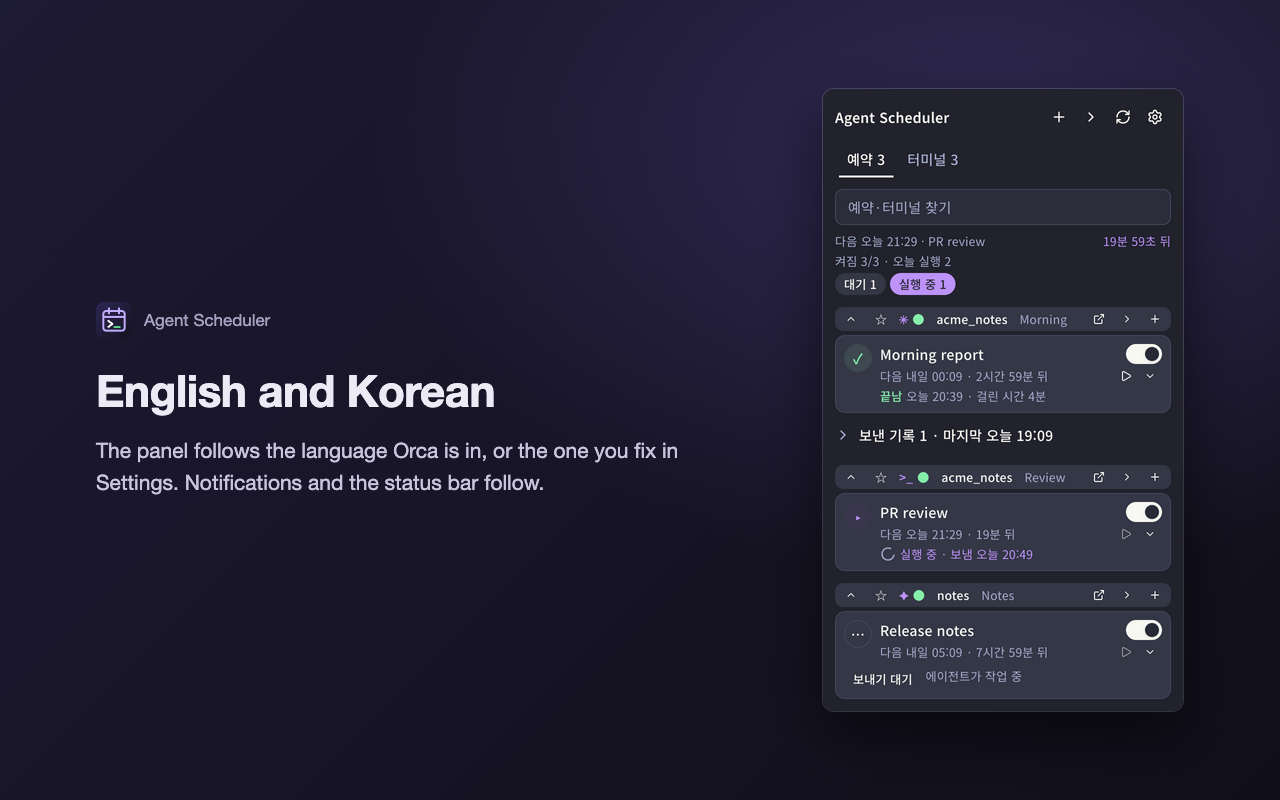 Agent Scheduler
English and Korean
The panel follows the language Orca is in, or the one you fix in
Settings. Notifications and the status bar follow.
Agent Scheduler
예약 3 터미널 3
예약·터미널 찾기
다음 오늘 21:29 · PR review 19분 59초 뒤
켜짐 3/3 · 오늘 실행 2
대기 1 실행 중 1
acme_notes Morning
Morning report
다음 내일 00:09 · 2시간 59분 뒤
끝남 오늘 20:39 · 걸린 시간 4분
보낸 기록 1 · 마지막 오늘 19:09
acme_notes Review
PR review
다음 오늘 21:29 · 19분 뒤
실행 중 · 보냄 오늘 20:49
notes Notes
Release notes
다음 내일 05:09 · 7시간 59분 뒤
보내기 대기 에이전트가 작업 중